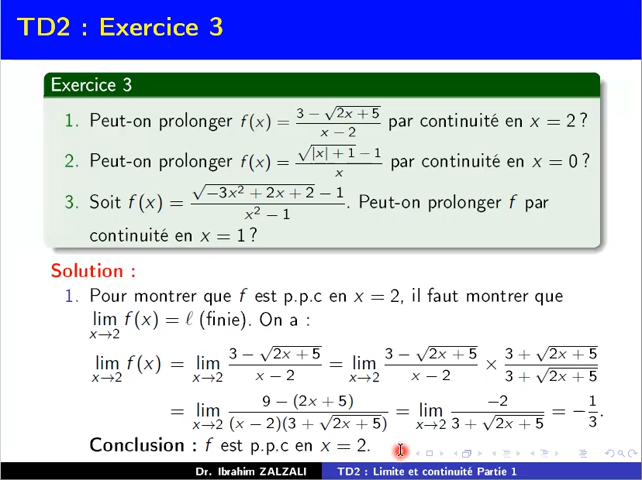 TD2 : Exercice 3
Exercice 3
1. Peut-on prolonger f(x) = (3 − √(2x + 5))/(x − 2) par continuité en x = 2 ?
2. Peut-on prolonger f(x) = (√(|x| + 1) − 1)/x par continuité en x = 0 ?
3. Soit f(x) = (√(−3x² + 2x + 2) − 1)/(x² − 1). Peut-on prolonger f par
continuité en x = 1 ?
Solution :
1. Pour montrer que f est p.p.c en x = 2, il faut montrer que
lim_{x→2} f(x) = ℓ (finie). On a :
lim_{x→2} f(x) = lim_{x→2} (3 − √(2x + 5))/(x − 2) = lim_{x→2} (3 − √(2x + 5))/(x − 2) × (3 + √(2x + 5))/(3 + √(2x + 5))
= lim_{x→2} (9 − (2x + 5))/((x − 2)(3 + √(2x + 5))) = lim_{x→2} −2/(3 + √(2x + 5)) = −1/3.
Conclusion : f est p.p.c en x = 2.
Dr. Ibrahim ZALZALI TD2 : Limite et continuité Partie 1